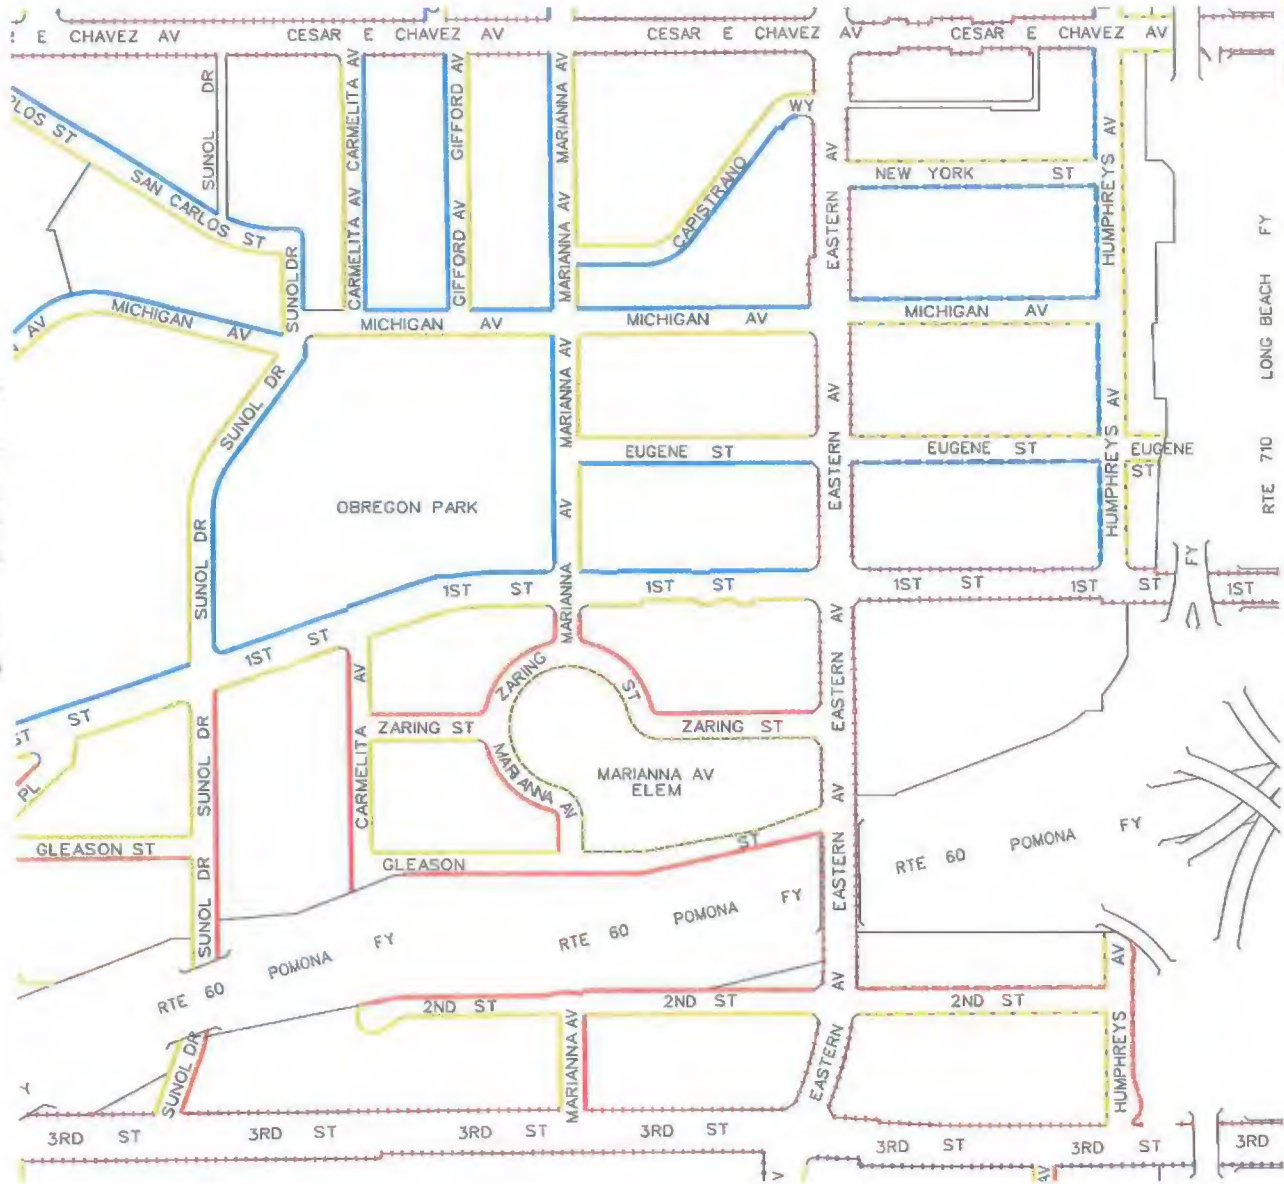 E CHAVEZ AV
CESAR E CHAVEZ AV
CESAR E CHAVEZ AV
CESAR E CHAVEZ AV
SUNOL DR
CARMELITA AV
CARMELITA AV
GIFFORD AV
GIFFORD AV
MARIANNA AV
MARIANNA AV
WY
CAPISTRANO
EASTERN AV
HUMPHREYS AV
NEW YORK ST
RLOS ST
SAN CARLOS ST
SUNOL DR
AV
MICHIGAN AV
MICHIGAN AV
MICHIGAN AV
MICHIGAN AV
RTE 710 LONG BEACH FY
SUNOL DR
MARIANNA AV
EASTERN AV
HUMPHREYS AV
EUGENE ST
EUGENE ST
EUGENE ST
OBREGON PARK
SUNOL DR
MARIANNA AV
1ST ST
1ST ST
1ST ST
1ST ST
1ST
FY
1ST ST
ST
ST
PL
ZARING ST
ZARING ST
ZARING ST
EASTERN AV
CARMELITA AV
SUNOL DR
MARIANNA AV
MARIANNA AV
ELEM
GLEASON ST
GLEASON ST
EASTERN AV
RTE 60 POMONA FY
SUNOL DR
RTE 60 POMONA FY
RTE 60 POMONA FY
AV
2ND ST
2ND ST
2ND ST
SUNOL DR
MARIANNA AV
EASTERN
HUMPHREYS AV
Y
3RD ST
3RD ST
3RD ST
3RD ST
3RD ST
3RD ST
3RD
V
AV